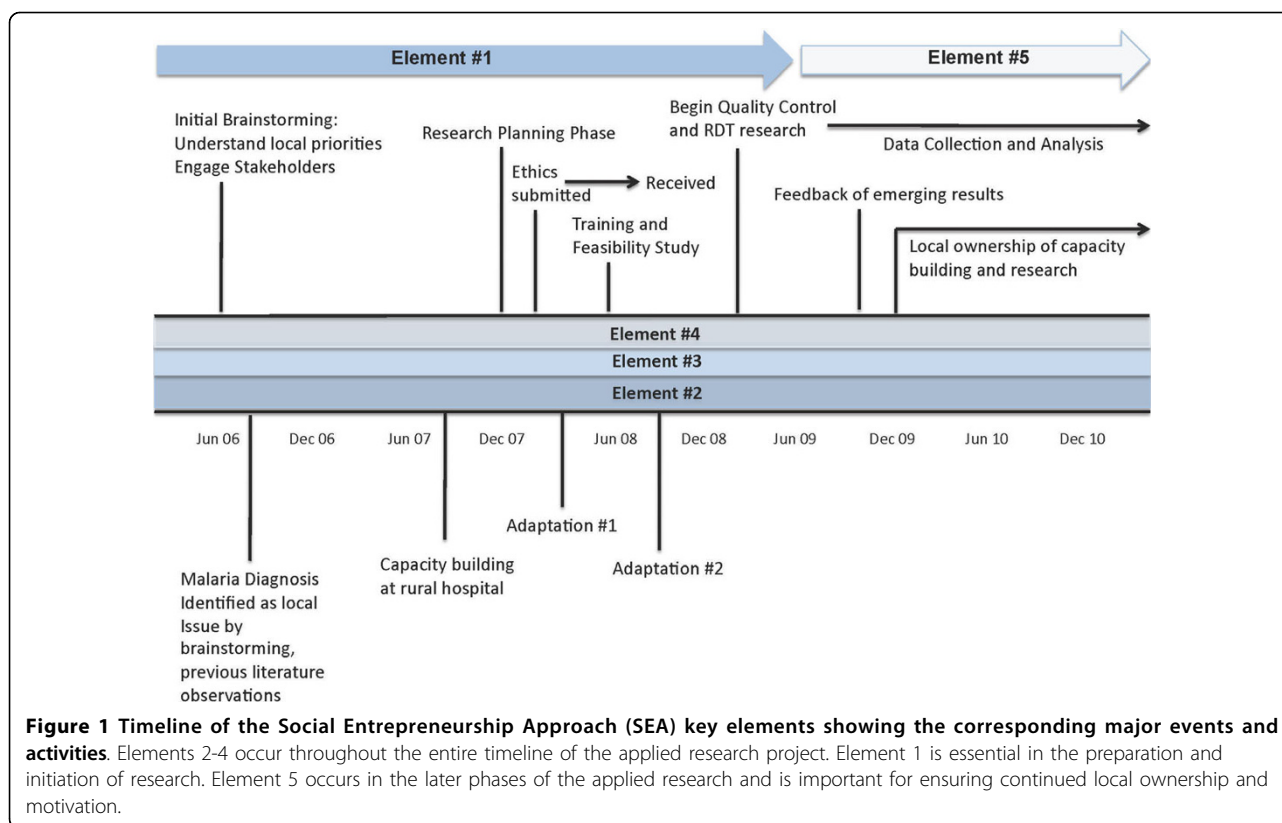 Element #1
Element #5
Initial Brainstorming:
Understand local priorities
Engage Stakeholders
Research Planning Phase
Ethics
submitted
Received
Training and
Feasibility Study
Begin Quality Control
and RDT research
Data Collection and Analysis
Feedback of emerging results
Local ownership of capacity
building and research
Element #4
Element #3
Element #2
Jun 06 Dec 06 Jun 07 Dec 07 Jun 08 Dec 08 Jun 09 Dec 09 Jun 10 Dec 10
Malaria Diagnosis
Identified as local
Issue by
brainstorming,
previous literature
observations
Capacity building
at rural hospital
Adaptation #1
Adaptation #2
Figure 1 Timeline of the Social Entrepreneurship Approach (SEA) key elements showing the corresponding major events and
activities. Elements 2-4 occur throughout the entire timeline of the applied research project. Element 1 is essential in the preparation and
initiation of research. Element 5 occurs in the later phases of the applied research and is important for ensuring continued local ownership and
motivation.